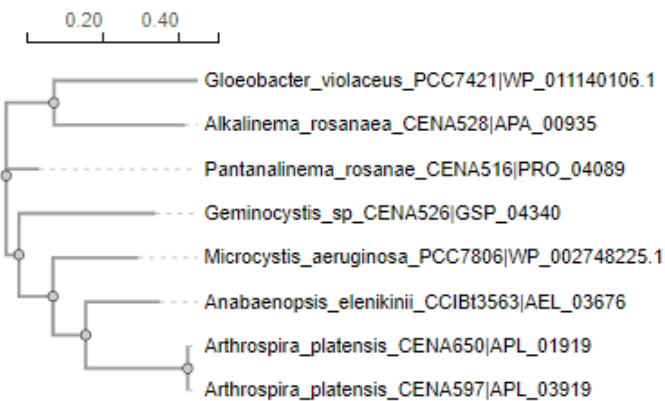 0.20 0.40
Gloeobacter_violaceus_PCC7421|WP_011140106.1
Alkalinema_rosanaea_CENA528|APA_00935
Pantanalinema_rosanae_CENA516|PRO_04089
Geminocystis_sp_CENA526|GSP_04340
Microcystis_aeruginosa_PCC7806|WP_002748225.1
Anabaenopsis_elenikinii_CCIBt3563|AEL_03676
Arthrospira_platensis_CENA650|APL_01919
Arthrospira_platensis_CENA597|APL_03919